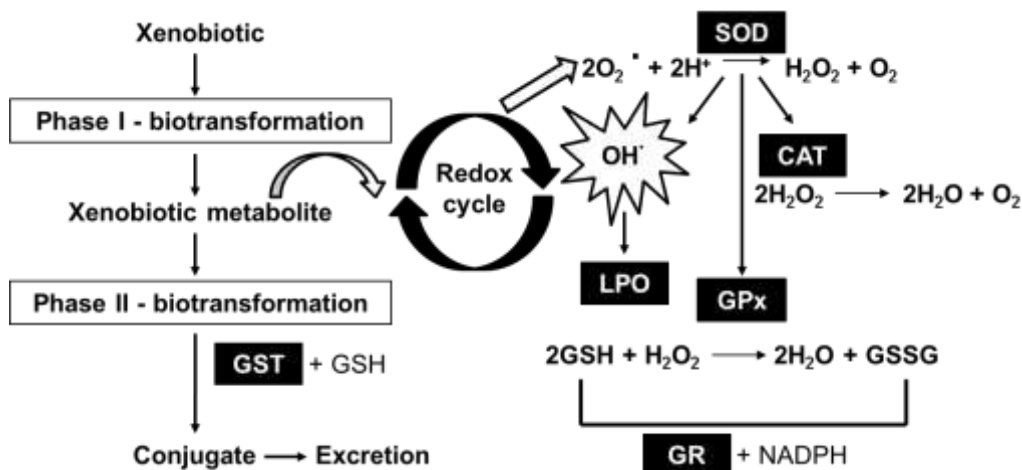 Xenobiotic
Phase I - biotransformation
Xenobiotic metabolite
Phase II - biotransformation
GST + GSH
Conjugate → Excretion
Redox
cycle
SOD
2O₂˙ + 2H⁺ → H₂O₂ + O₂
OH˙
CAT
2H₂O₂ → 2H₂O + O₂
LPO
GPx
2GSH + H₂O₂ → 2H₂O + GSSG
GR + NADPH